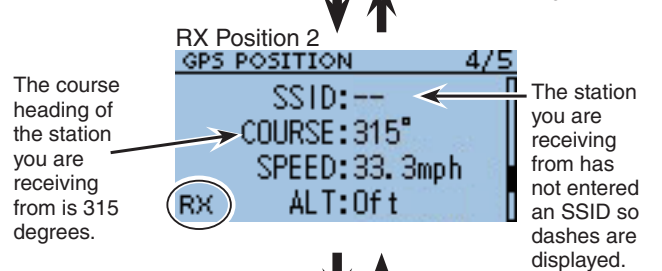 RX Position 2
GPS POSITION 4/5
SSID:--
COURSE:315°
SPEED:33.3mph
RX ALT:0ft
The course
heading of
the station
you are
receiving
from is 315
degrees.
The station
you are
receiving
from has
not entered
an SSID so
dashes are
displayed.